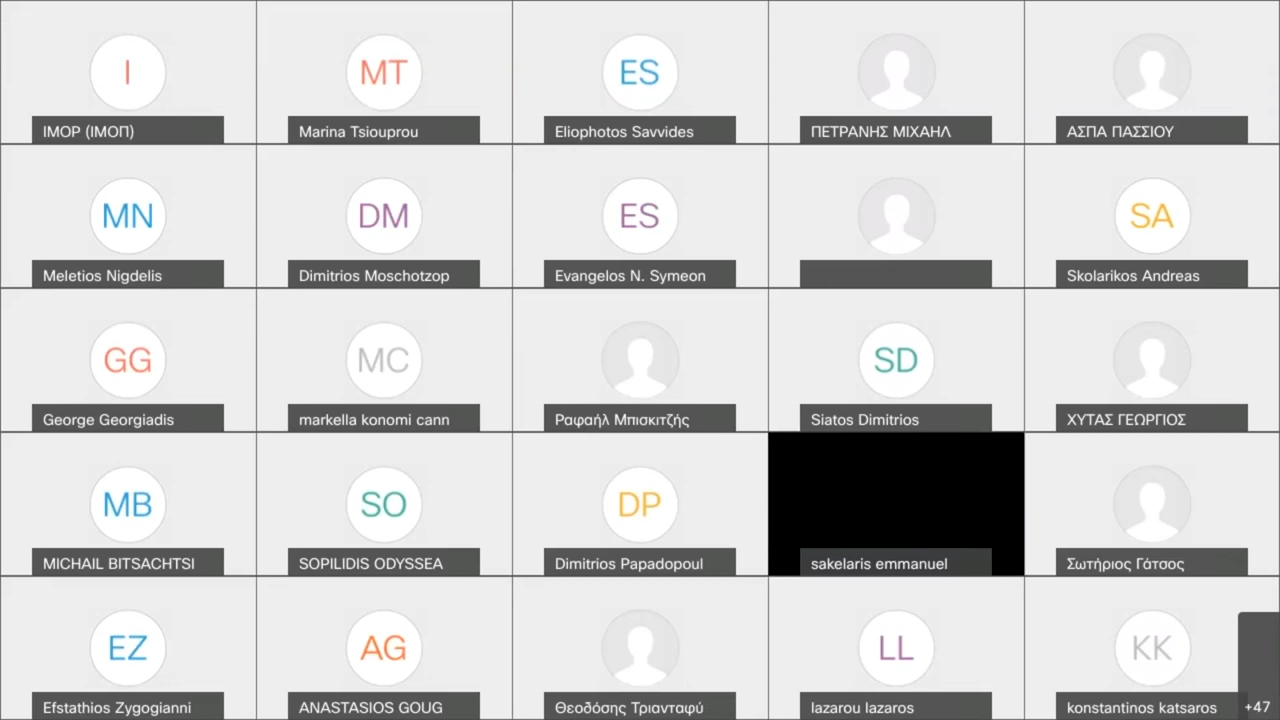 I
MT
ES
IMOP (ΙΜΟΠ)
Marina Tsiouprou
Eliophotos Savvides
ΠΕΤΡΑΝΗΣ ΜΙΧΑΗΛ
ΑΣΠΑ ΠΑΣΣΙΟΥ
MN
DM
ES
SA
Meletios Nigdelis
Dimitrios Moschotzop
Evangelos N. Symeon
Skolarikos Andreas
GG
MC
SD
George Georgiadis
markella konomi cann
Ραφαήλ Μπισκιτζής
Siatos Dimitrios
ΧΥΤΑΣ ΓΕΩΡΓΙΟΣ
MB
SO
DP
MICHAIL BITSACHTSI
SOPILIDIS ODYSSEA
Dimitrios Papadopoul
sakelaris emmanuel
Σωτήριος Γάτσος
EZ
AG
LL
KK
Efstathios Zygogianni
ANASTASIOS GOUG
Θεοδόσης Τριανταφύ
lazarou lazaros
konstantinos katsaros
+47